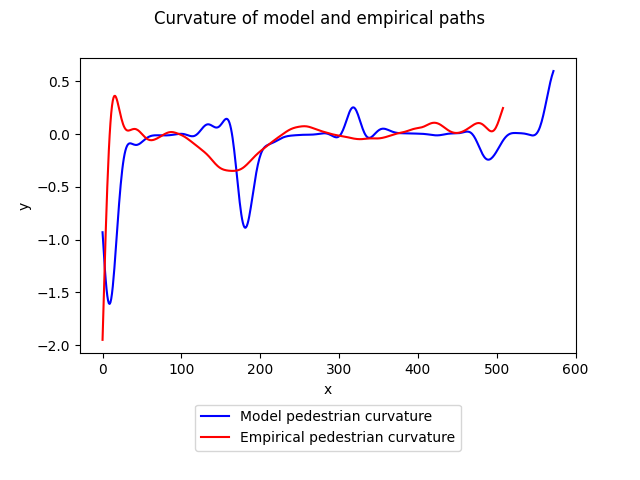 Curvature of model and empirical paths
0.5
0.0
−0.5
−1.0
−1.5
−2.0
y
0 100 200 300 400 500 600
x
Model pedestrian curvature
Empirical pedestrian curvature